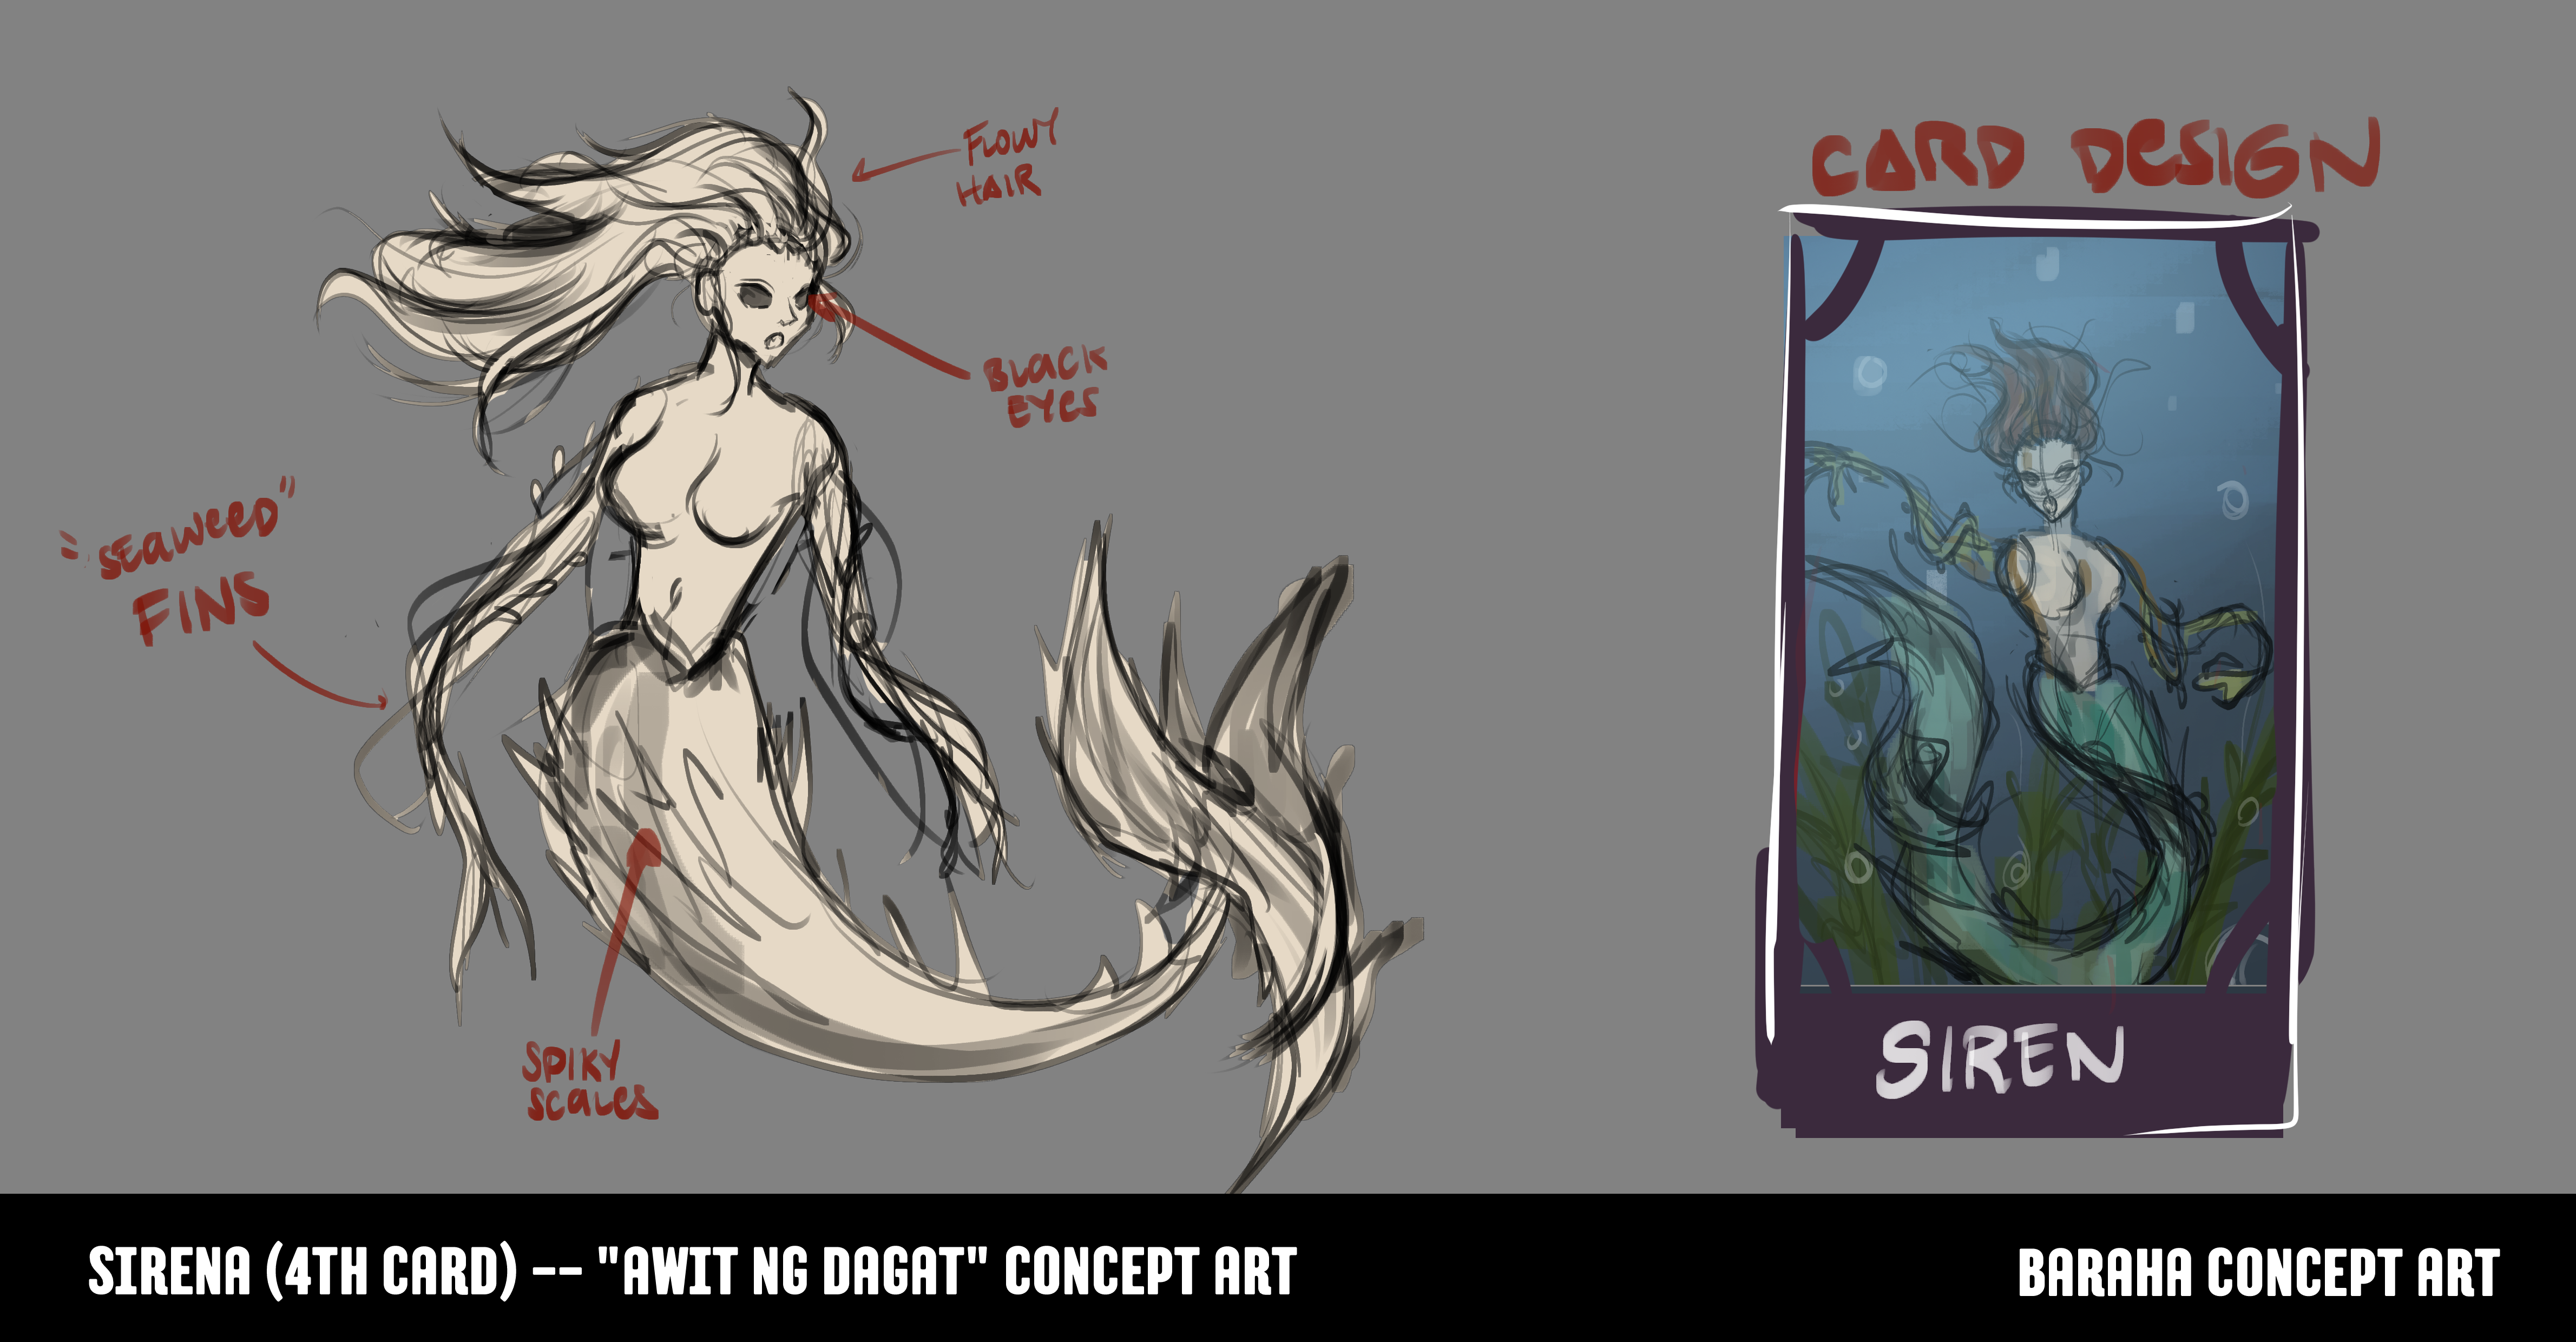 FLOWY
HAIR
BLACK
EYES
"SEAWEED"
FINS
SPIKY
SCALES
CARD DESIGN
SIREN
SIRENA (4TH CARD) -- "AWIT NG DAGAT" CONCEPT ART
BARAHA CONCEPT ART